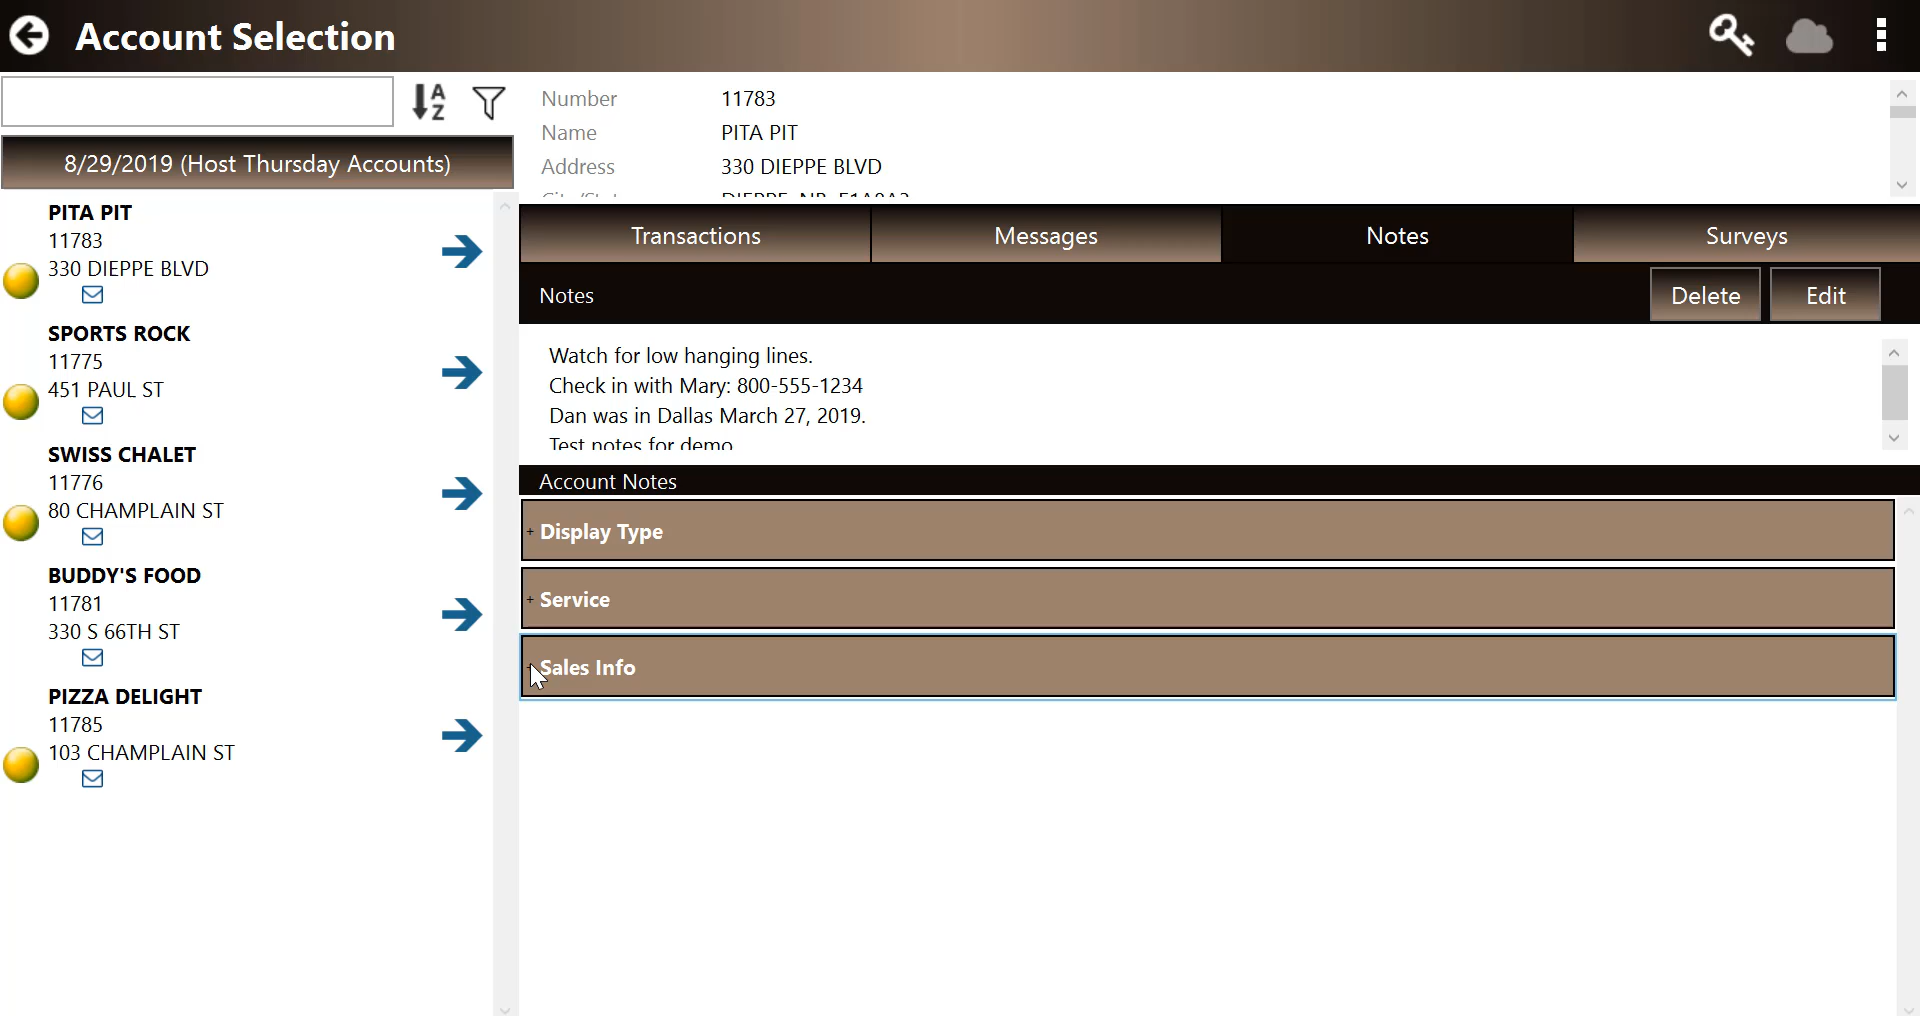 Account Selection
8/29/2019 (Host Thursday Accounts)
PITA PIT
11783
330 DIEPPE BLVD
SPORTS ROCK
11775
451 PAUL ST
SWISS CHALET
11776
80 CHAMPLAIN ST
BUDDY'S FOOD
11781
330 S 66TH ST
PIZZA DELIGHT
11785
103 CHAMPLAIN ST
Number 11783
Name PITA PIT
Address 330 DIEPPE BLVD
Transactions Messages Notes Surveys
Notes Delete Edit
Watch for low hanging lines.
Check in with Mary: 800-555-1234
Dan was in Dallas March 27, 2019.
Test notes for demo
Account Notes
+ Display Type
+ Service
Sales Info